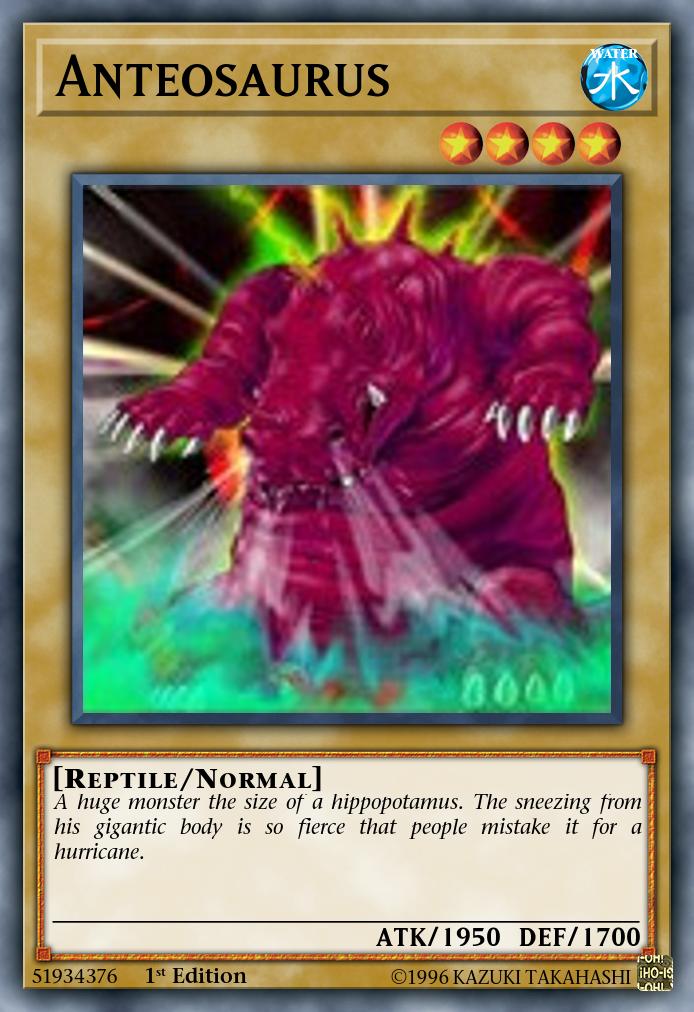 Anteosaurus
WATER
水
[Reptile/Normal]
A huge monster the size of a hippopotamus. The sneezing from
his gigantic body is so fierce that people mistake it for a
hurricane.
ATK/1950 DEF/1700
51934376 1st Edition ©1996 KAZUKI TAKAHASHI